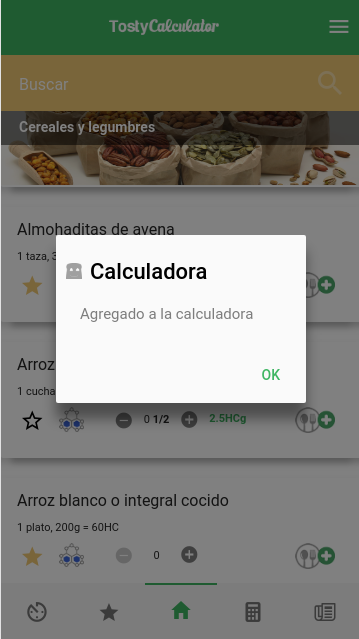 TostyCalculator
Buscar
Cereales y legumbres
Almohaditas de avena
1 taza, 3
Calculadora
Agregado a la calculadora
OK
Arroz
1 cucha
0 1/2 2.5HCg
Arroz blanco o integral cocido
1 plato, 200g = 60HC
0